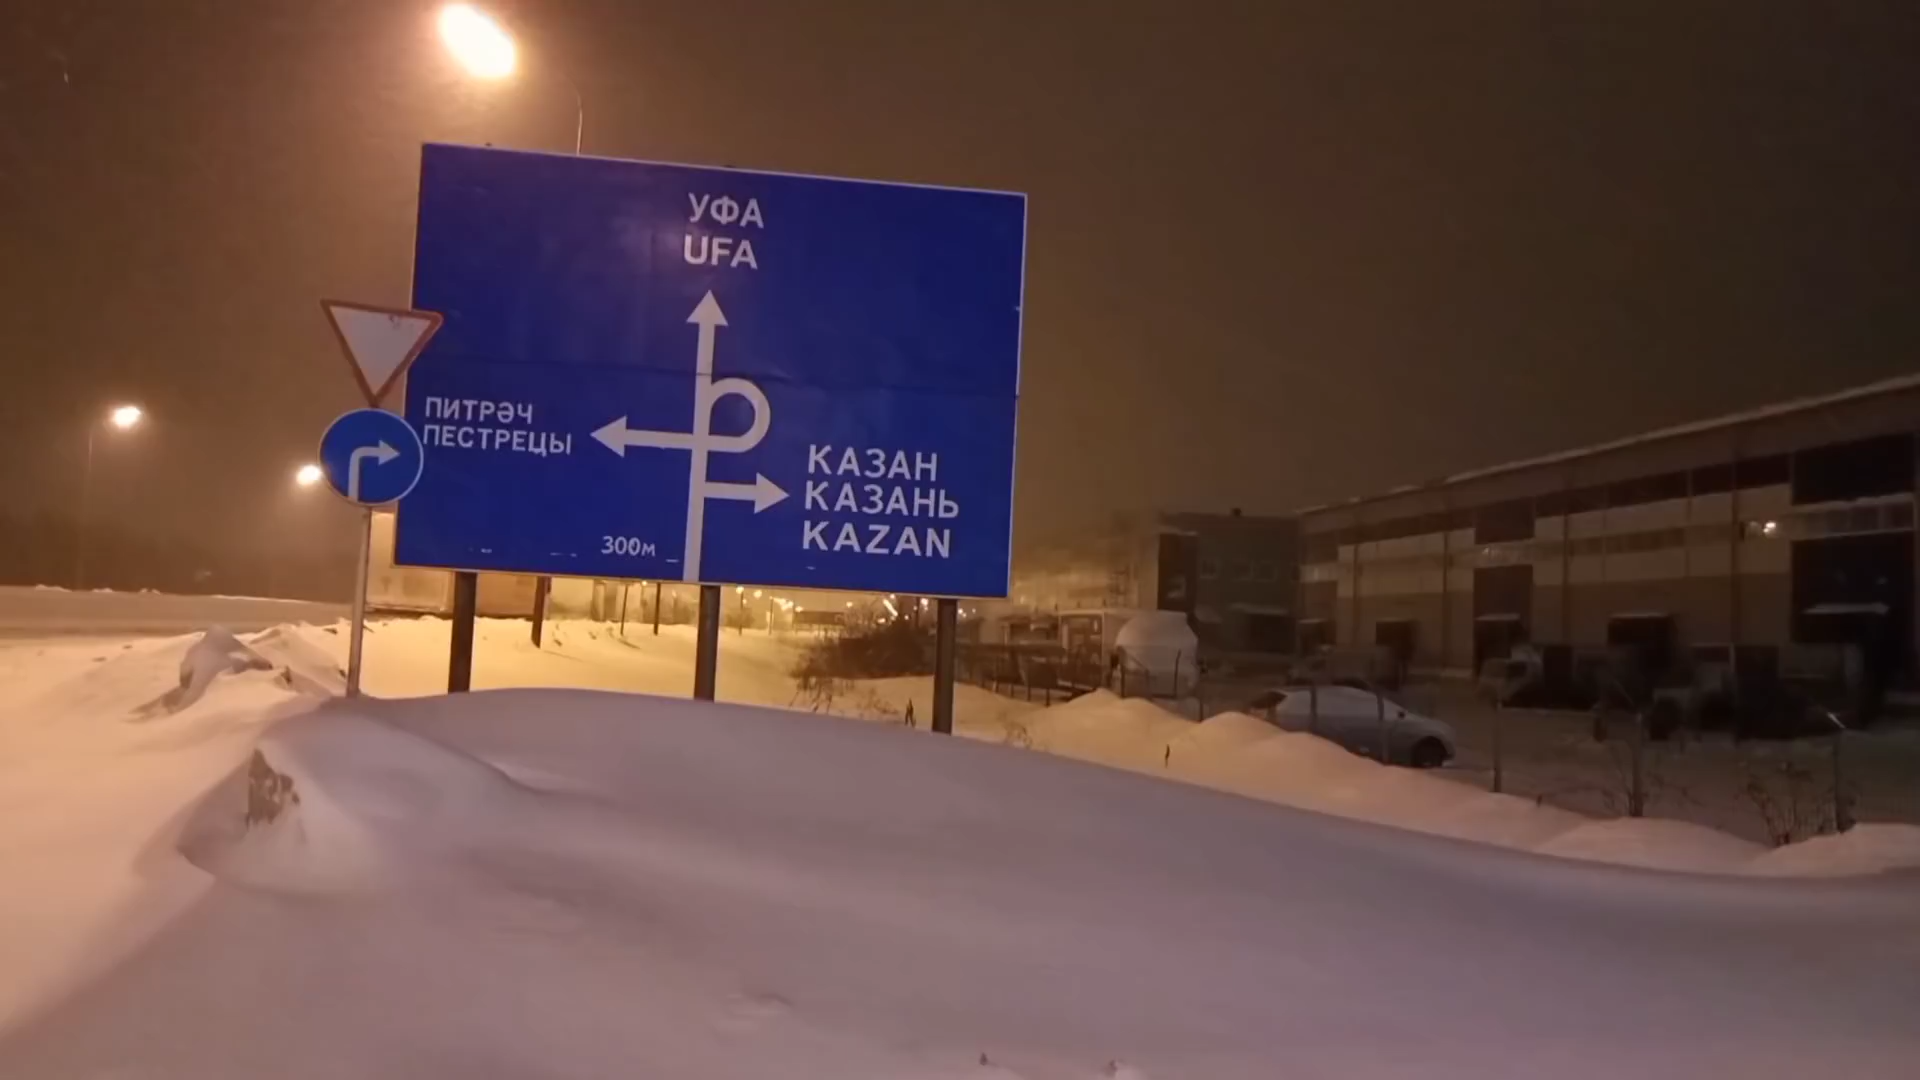 УФА
UFA
ПИТРӘЧ
ПЕСТРЕЦЫ
КАЗАН
КАЗАНЬ
KAZAN
300м